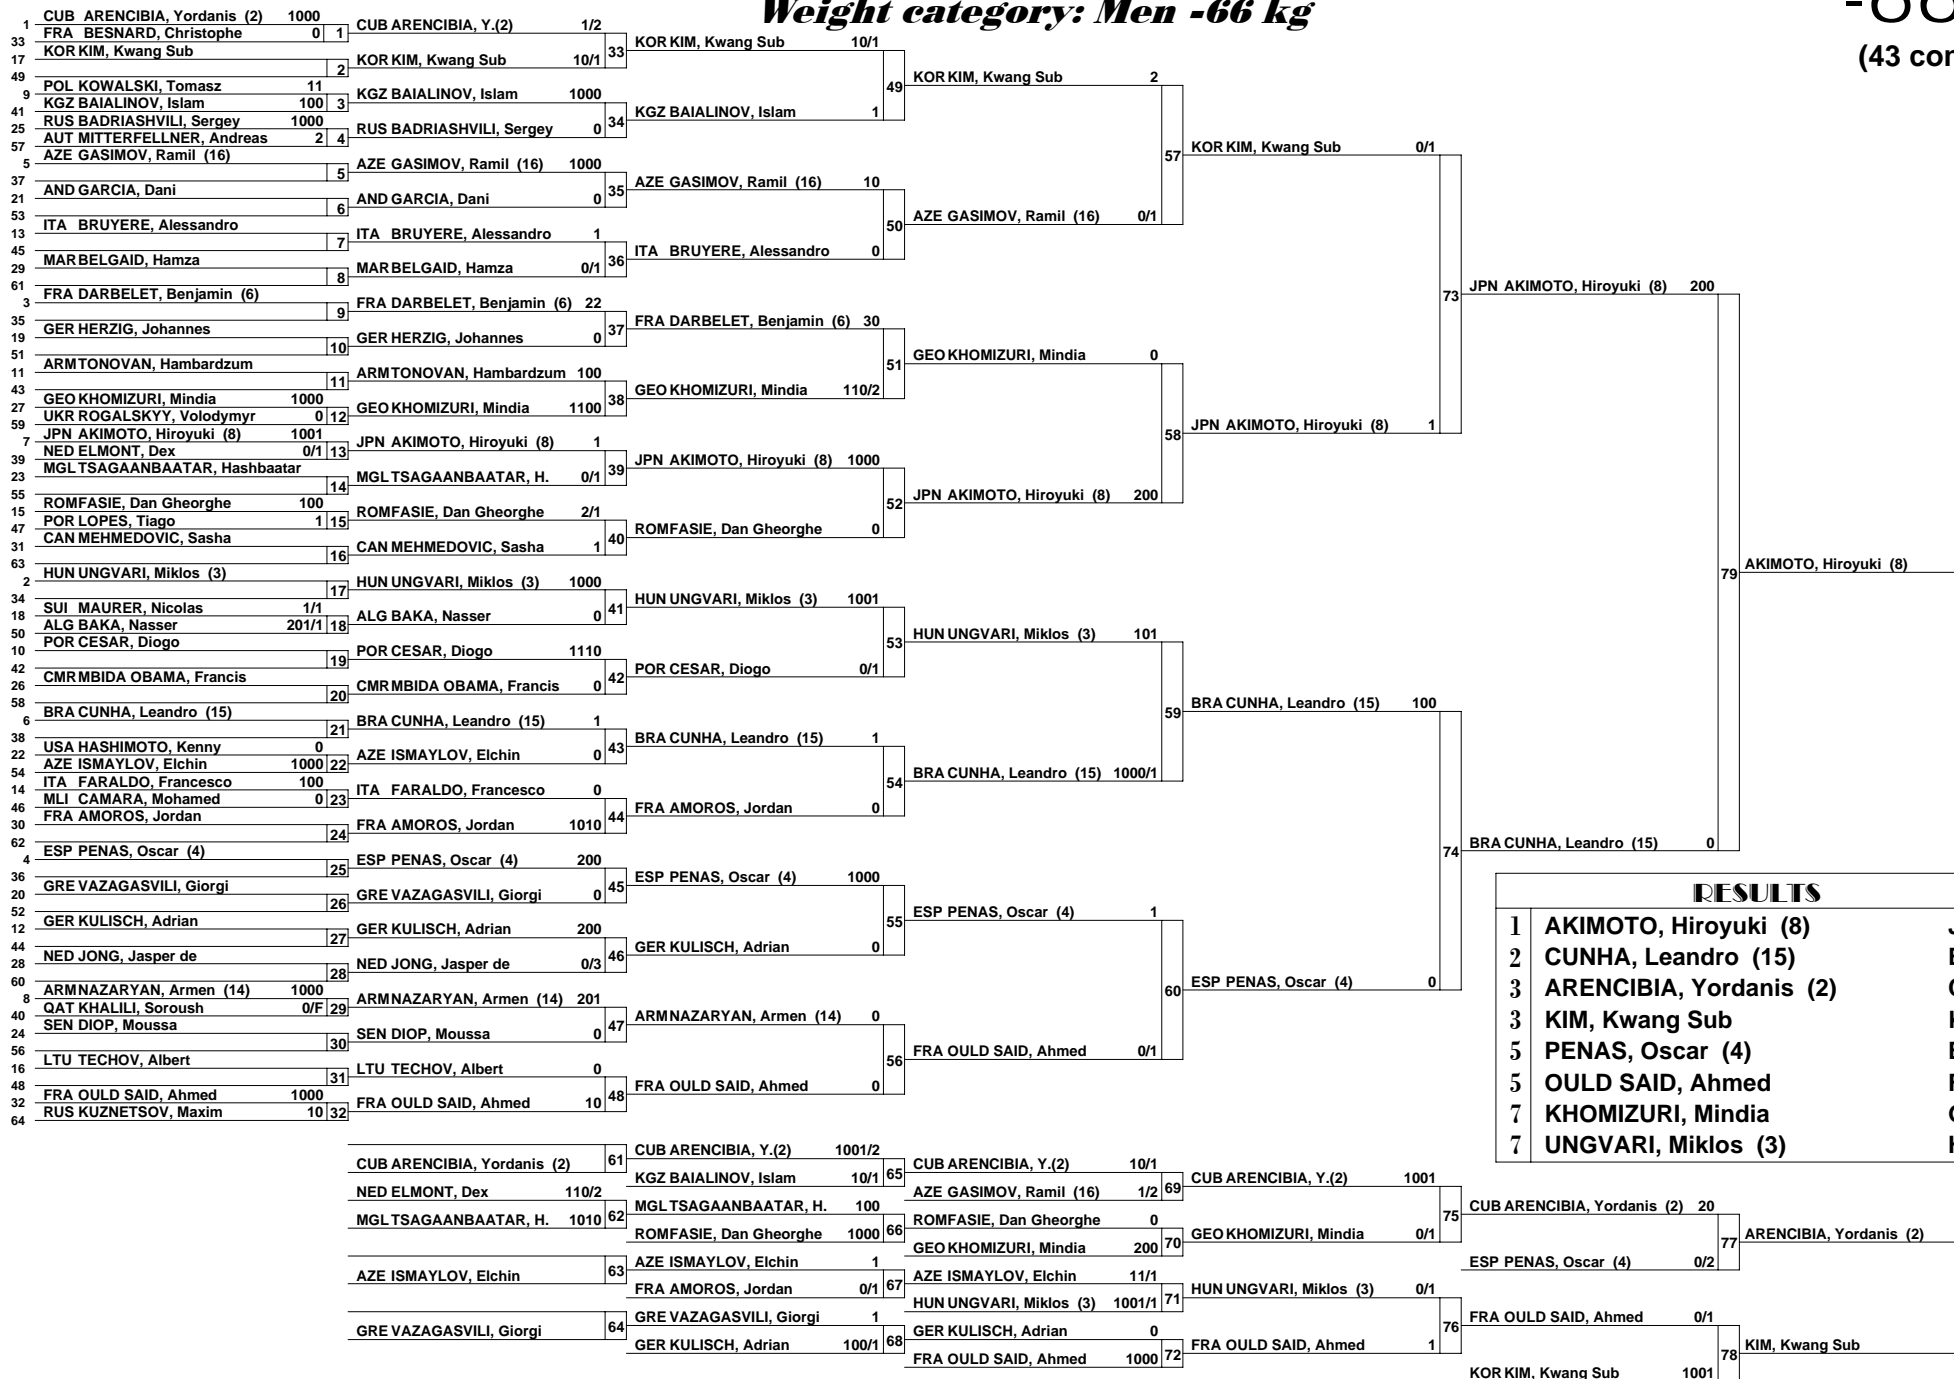 Weight category: Men -66 kg
(43
1 CUB ARENCIBIA, Yordanis (2) 1000
33 FRA BESNARD, Christophe 0 1
17 KOR KIM, Kwang Sub
49 2
9 POL KOWALSKI, Tomasz 11
41 KGZ BAIALINOV, Islam 100 3
25 RUS BADRIASHVILI, Sergey 1000
57 AUT MITTERFELLNER, Andreas 2 4
5 AZE GASIMOV, Ramil (16)
37 5
21 AND GARCIA, Dani
53 6
13 ITA BRUYERE, Alessandro
45 7
29 MAR BELGAID, Hamza
61 8
3 FRA DARBELET, Benjamin (6)
35 9
19 GER HERZIG, Johannes
51 10
11 ARM TONOVAN, Hambardzum
43 11
27 GEO KHOMIZURI, Mindia 1000
59 UKR ROGALSKYY, Volodymyr 0 12
7 JPN AKIMOTO, Hiroyuki (8) 1001
39 NED ELMONT, Dex 0/1 13
23 MGL TSAGAANBAATAR, Hashbaatar
55 14
15 ROM FASIE, Dan Gheorghe 100
47 POR LOPES, Tiago 1 15
31 CAN MEHMEDOVIC, Sasha
63 16
2 HUN UNGVARI, Miklos (3)
34 17
18 SUI MAURER, Nicolas 1/1
50 ALG BAKA, Nasser 201/1 18
10 POR CESAR, Diogo
42 19
26 CMR MBIDA OBAMA, Francis
58 20
6 BRA CUNHA, Leandro (15)
38 21
22 USA HASHIMOTO, Kenny 0
54 AZE ISMAYLOV, Elchin 1000 22
14 ITA FARALDO, Francesco 100
46 MLI CAMARA, Mohamed 0 23
30 FRA AMOROS, Jordan
62 24
4 ESP PENAS, Oscar (4)
36 25
20 GRE VAZAGASVILI, Giorgi
52 26
12 GER KULISCH, Adrian
44 27
28 NED JONG, Jasper de
60 28
8 ARM NAZARYAN, Armen (14) 1000
40 QAT KHALILI, Soroush 0/F 29
24 SEN DIOP, Moussa
56 30
16 LTU TECHOV, Albert
48 31
32 FRA OULD SAID, Ahmed 1000
64 RUS KUZNETSOV, Maxim 10 32
CUB ARENCIBIA, Y.(2) 1/2
KOR KIM, Kwang Sub 10/1 33
KGZ BAIALINOV, Islam 1000
RUS BADRIASHVILI, Sergey 0 34
AZE GASIMOV, Ramil (16) 1000
AND GARCIA, Dani 0 35
ITA BRUYERE, Alessandro 1
MAR BELGAID, Hamza 0/1 36
FRA DARBELET, Benjamin (6) 22
GER HERZIG, Johannes 0 37
ARM TONOVAN, Hambardzum 100
GEO KHOMIZURI, Mindia 1100 38
JPN AKIMOTO, Hiroyuki (8) 1
MGL TSAGAANBAATAR, H. 0/1 39
ROM FASIE, Dan Gheorghe 2/1
CAN MEHMEDOVIC, Sasha 1 40
HUN UNGVARI, Miklos (3) 1000
ALG BAKA, Nasser 0 41
POR CESAR, Diogo 1110
CMR MBIDA OBAMA, Francis 0 42
BRA CUNHA, Leandro (15) 1
AZE ISMAYLOV, Elchin 0 43
ITA FARALDO, Francesco 0
FRA AMOROS, Jordan 1010 44
ESP PENAS, Oscar (4) 200
GRE VAZAGASVILI, Giorgi 0 45
GER KULISCH, Adrian 200
NED JONG, Jasper de 0/3 46
ARM NAZARYAN, Armen (14) 201
SEN DIOP, Moussa 0 47
LTU TECHOV, Albert 0
FRA OULD SAID, Ahmed 10 48
KOR KIM, Kwang Sub 10/1
KGZ BAIALINOV, Islam 1 49
AZE GASIMOV, Ramil (16) 10
ITA BRUYERE, Alessandro 0 50
FRA DARBELET, Benjamin (6) 30
GEO KHOMIZURI, Mindia 110/2 51
JPN AKIMOTO, Hiroyuki (8) 1000
ROM FASIE, Dan Gheorghe 0 52
HUN UNGVARI, Miklos (3) 1001
POR CESAR, Diogo 0/1 53
BRA CUNHA, Leandro (15) 1
FRA AMOROS, Jordan 0 54
ESP PENAS, Oscar (4) 1000
GER KULISCH, Adrian 0 55
ARM NAZARYAN, Armen (14) 0
FRA OULD SAID, Ahmed 0 56
KOR KIM, Kwang Sub 2
AZE GASIMOV, Ramil (16) 0/1 57
GEO KHOMIZURI, Mindia 0
JPN AKIMOTO, Hiroyuki (8) 200 58
HUN UNGVARI, Miklos (3) 101
BRA CUNHA, Leandro (15) 1000/1 59
ESP PENAS, Oscar (4) 1
FRA OULD SAID, Ahmed 0/1 60
KOR KIM, Kwang Sub 0/1
JPN AKIMOTO, Hiroyuki (8) 1 73
BRA CUNHA, Leandro (15) 100
ESP PENAS, Oscar (4) 0 74
JPN AKIMOTO, Hiroyuki (8) 200
BRA CUNHA, Leandro (15) 0 79
AKIMOTO, Hiroyuki (8)
RESULTS
1 AKIMOTO, Hiroyuki (8)
2 CUNHA, Leandro (15)
3 ARENCIBIA, Yordanis (2)
3 KIM, Kwang Sub
5 PENAS, Oscar (4)
5 OULD SAID, Ahmed
7 KHOMIZURI, Mindia
7 UNGVARI, Miklos (3)
CUB ARENCIBIA, Yordanis (2) 61
NED ELMONT, Dex 110/2
MGL TSAGAANBAATAR, H. 1010 62
AZE ISMAYLOV, Elchin 63
GRE VAZAGASVILI, Giorgi 64
CUB ARENCIBIA, Y.(2) 1001/2
KGZ BAIALINOV, Islam 10/1 65
MGL TSAGAANBAATAR, H. 100
ROM FASIE, Dan Gheorghe 1000 66
AZE ISMAYLOV, Elchin 1
FRA AMOROS, Jordan 0/1 67
GRE VAZAGASVILI, Giorgi 1
GER KULISCH, Adrian 100/1 68
CUB ARENCIBIA, Y.(2) 10/1
AZE GASIMOV, Ramil (16) 1/2 69
ROM FASIE, Dan Gheorghe 0
GEO KHOMIZURI, Mindia 200 70
AZE ISMAYLOV, Elchin 11/1
HUN UNGVARI, Miklos (3) 1001/1 71
GER KULISCH, Adrian 0
FRA OULD SAID, Ahmed 1000 72
CUB ARENCIBIA, Y.(2) 1001
GEO KHOMIZURI, Mindia 0/1 75
HUN UNGVARI, Miklos (3) 0/1
FRA OULD SAID, Ahmed 1 76
CUB ARENCIBIA, Yordanis (2) 20
ESP PENAS, Oscar (4) 0/2 77
FRA OULD SAID, Ahmed 0/1
KOR KIM, Kwang Sub 1001 78
ARENCIBIA, Yordanis (2)
KIM, Kwang Sub